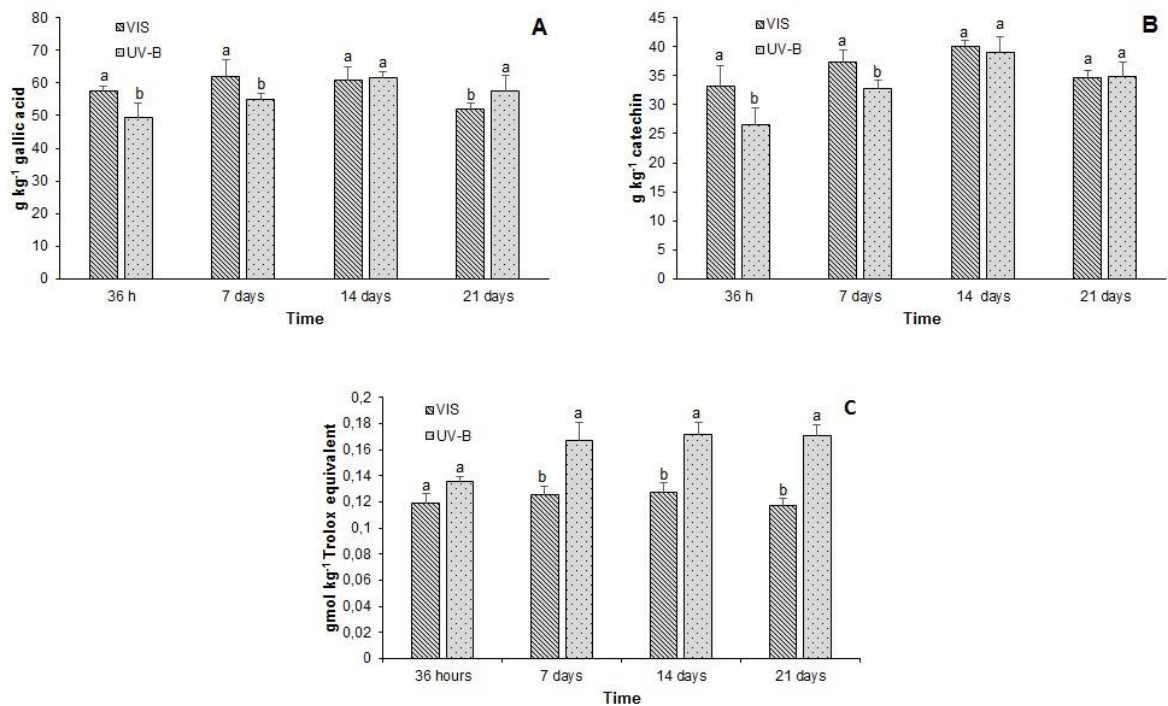 A
VIS
UV-B
g kg-1 gallic acid
80
70
60
50
40
30
20
10
0
a
b
a
b
a
a
b
a
36 h
7 days
14 days
21 days
Time
B
VIS
UV-B
g kg-1 catechin
45
40
35
30
25
20
15
10
5
0
a
b
a
b
a
a
a
a
36 h
7 days
14 days
21 days
Time
C
VIS
UV-B
gmol kg-1 Trolox equivalent
0,2
0,18
0,16
0,14
0,12
0,1
0,08
0,06
0,04
0,02
0
a
a
b
a
b
a
b
a
36 hours
7 days
14 days
21 days
Time